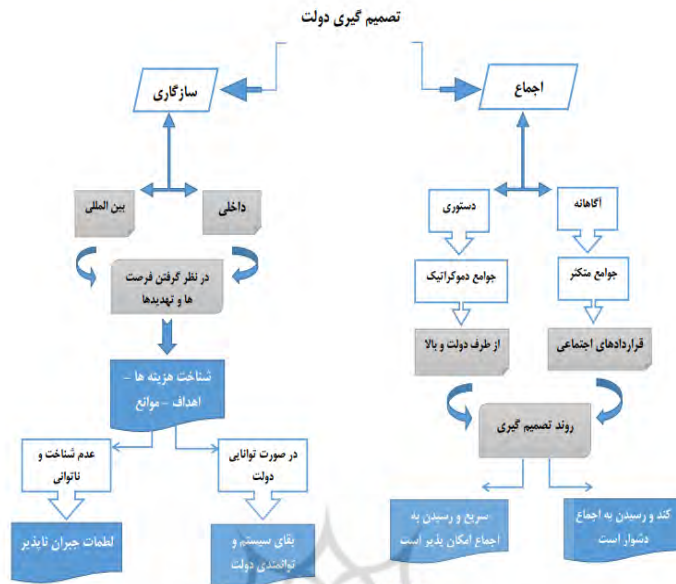 تصمیم گیری دولت
اجماع
سازگاری
آگاهانه
دستوری
داخلی
بین المللی
جوامع متکثر
جوامع دموکراتیک
در نظر گرفتن فرصت
ها و تهدیدها
قراردادهای اجتماعی
از طرف دولت و بالا
شناخت هزینه ها –
اهداف – موانع
روند تصمیم گیری
در صورت توانایی
دولت
عدم شناخت و
ناتوانی
کند و رسیدن به اجماع
دشوار است
سریع و رسیدن به
اجماع امکان پذیر است
بقای سیستم و
توانمندی دولت
لطمات جبران ناپذیر